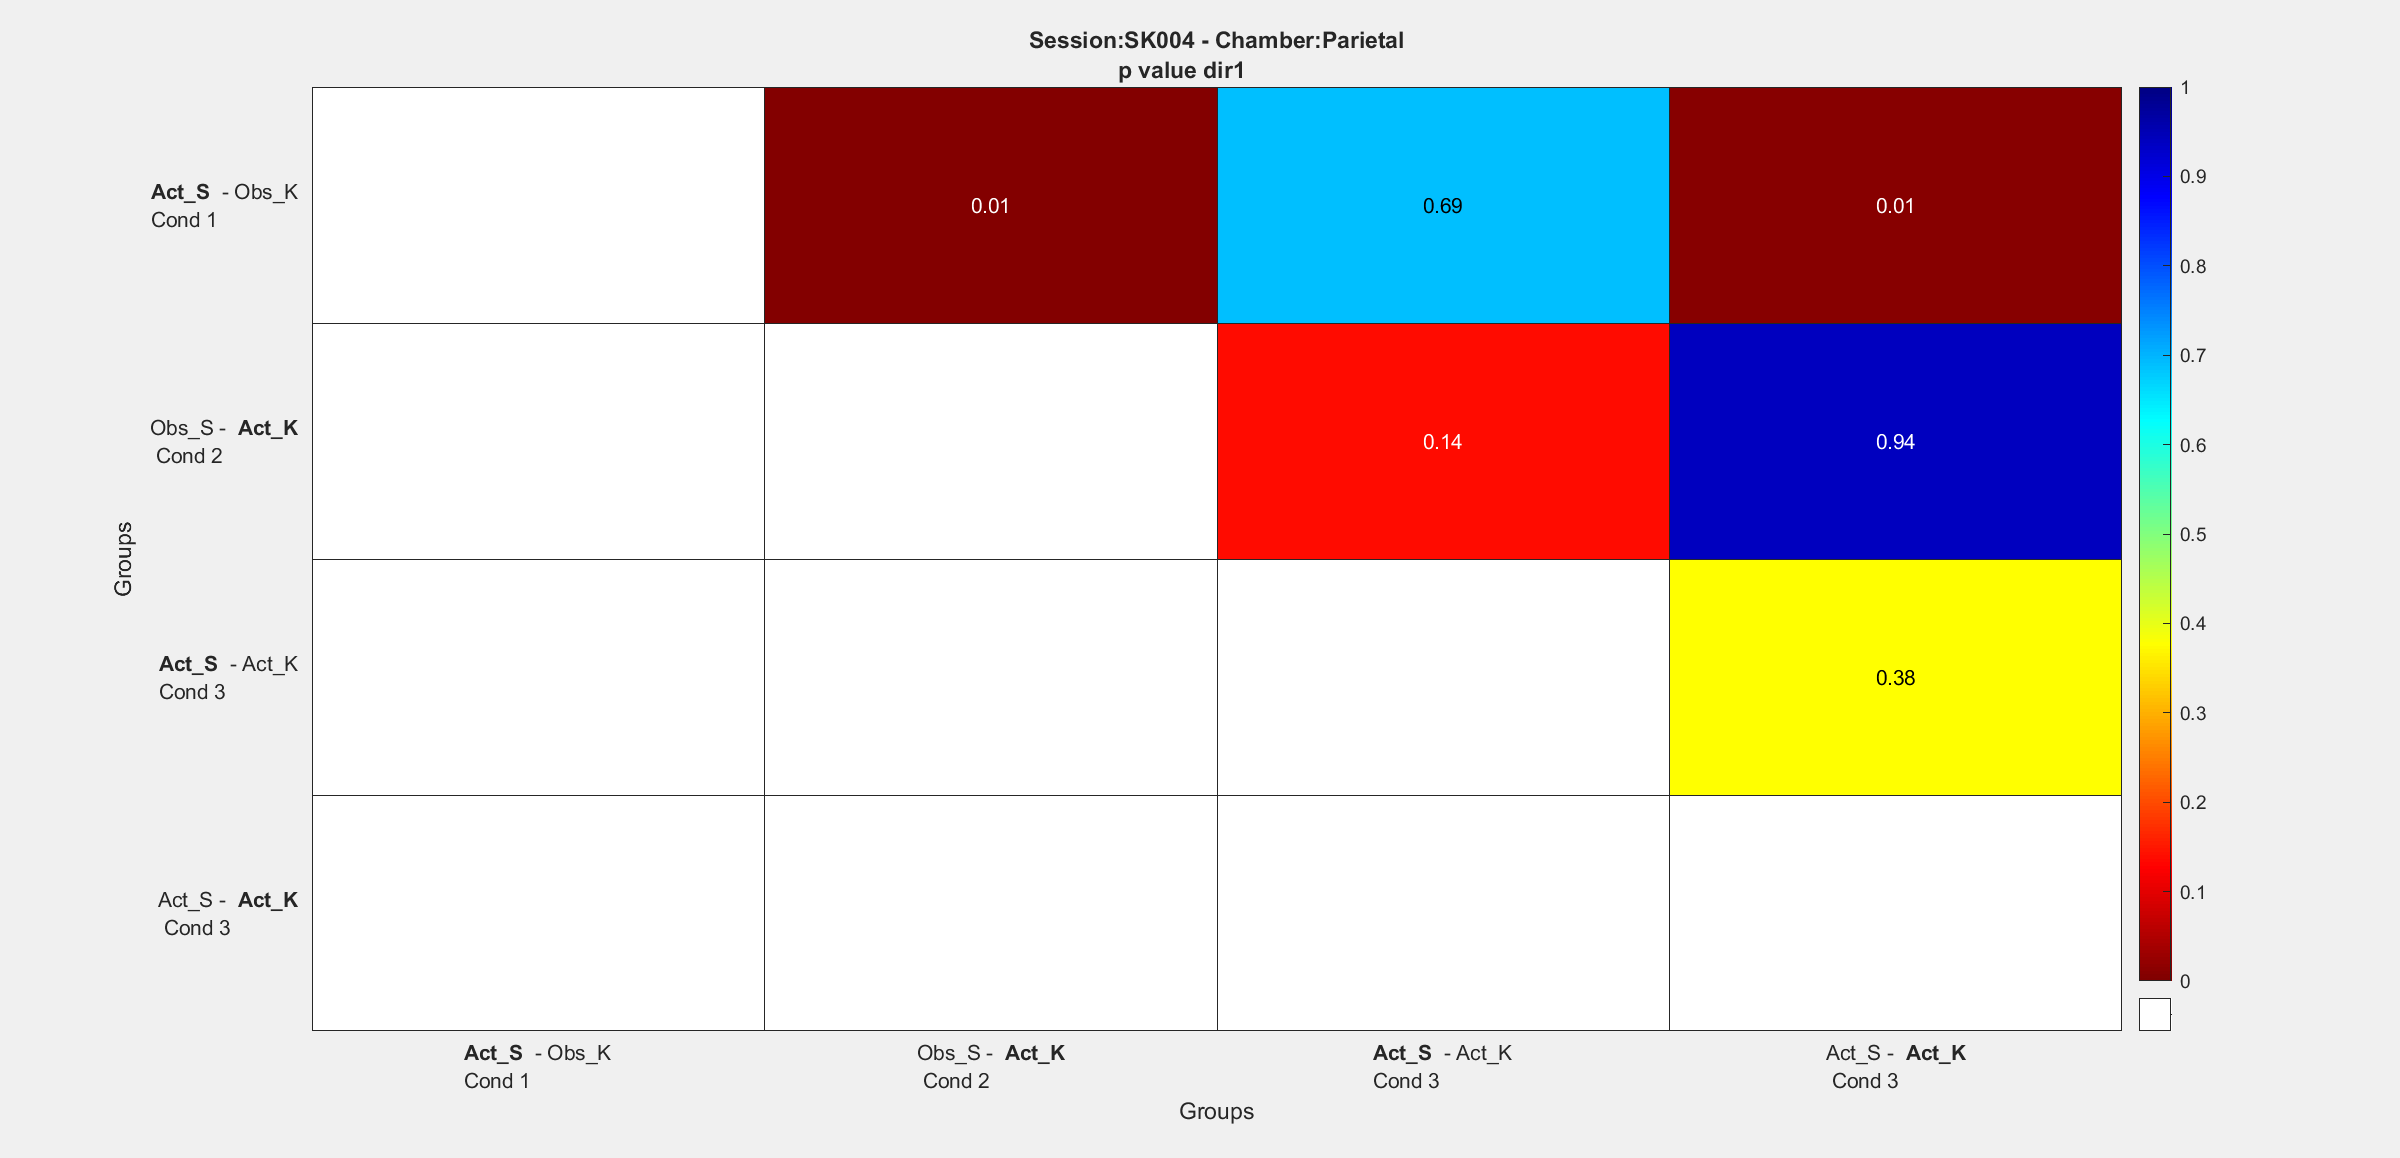 Session:SK004 - Chamber:Parietal
p value dir1
Act_S - Obs_K
Cond 1
0.01
0.69
0.01
Obs_S - Act_K
Cond 2
0.14
0.94
Act_S - Act_K
Cond 3
0.38
Act_S - Act_K
Cond 3
Groups
Act_S - Obs_K
Cond 1
Obs_S - Act_K
Cond 2
Act_S - Act_K
Cond 3
Act_S - Act_K
Cond 3
Groups
1
0.9
0.8
0.7
0.6
0.5
0.4
0.3
0.2
0.1
0